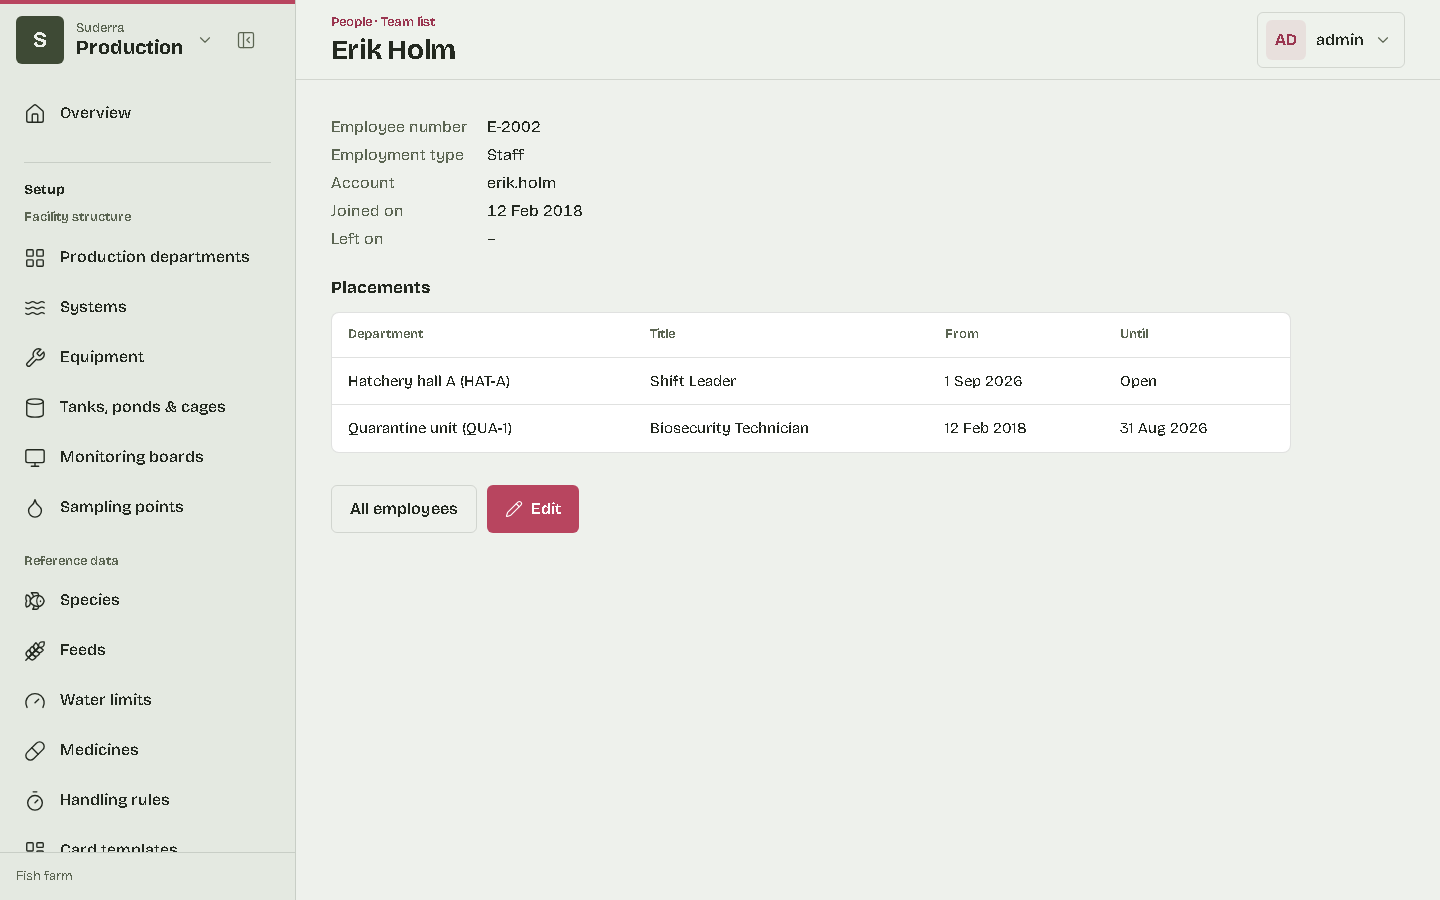 S
Suderra
Production
Overview
Setup
Facility structure
Production departments
Systems
Equipment
Tanks, ponds & cages
Monitoring boards
Sampling points
Reference data
Species
Feeds
Water limits
Medicines
Handling rules
Card templates
Fish farm
People · Team list
Erik Holm
AD admin
Employee number E-2002
Employment type Staff
Account erik.holm
Joined on 12 Feb 2018
Left on –
Placements
Department Title From Until
Hatchery hall A (HAT-A) Shift Leader 1 Sep 2026 Open
Quarantine unit (QUA-1) Biosecurity Technician 12 Feb 2018 31 Aug 2026
All employees Edit